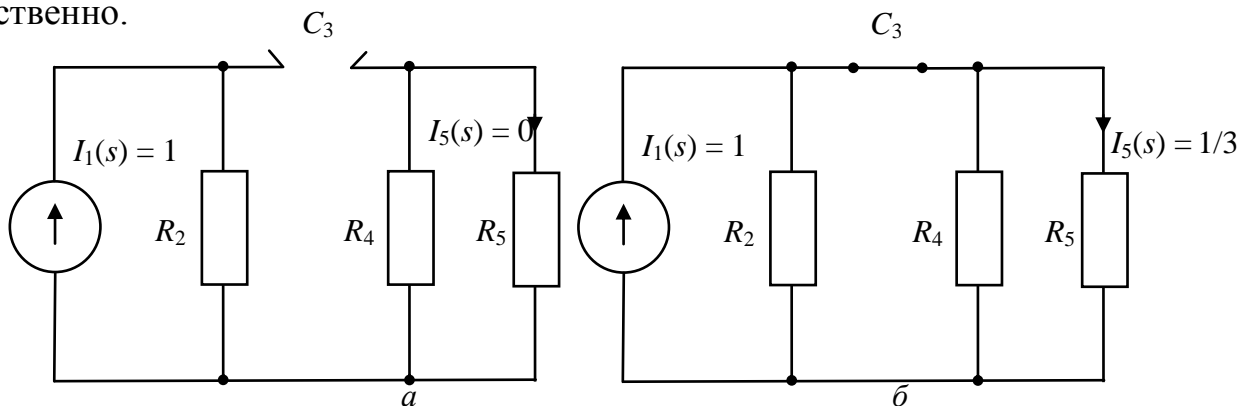 ственно.
C₃
C₃
I₁(s) = 1
I₅(s) = 0
I₁(s) = 1
I₅(s) = 1/3
R₂
R₄
R₅
R₂
R₄
R₅
а
б